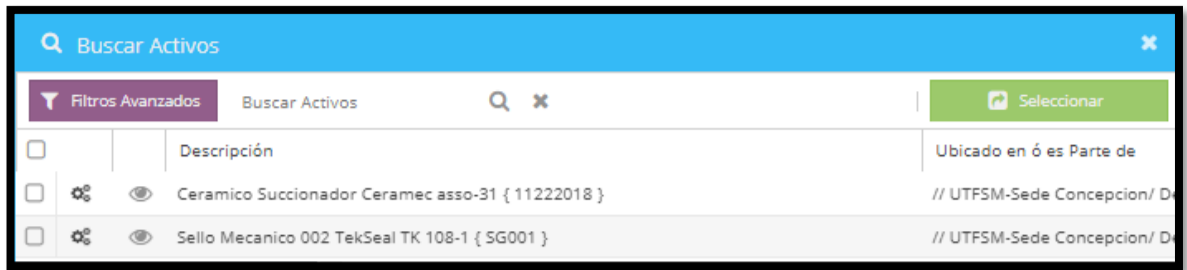 Buscar Activos
Filtros Avanzados Buscar Activos Seleccionar
Descripción Ubicado en ó es Parte de
Ceramico Succionador Ceramec asso-31 { 11222018 } // UTFSM-Sede Concepcion/
Sello Mecanico 002 TekSeal TK 108-1 { SG001 } // UTFSM-Sede Concepcion/